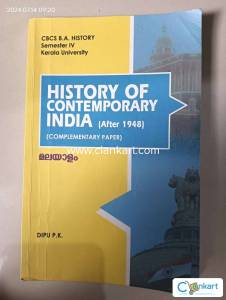 2024.07.14 09:20
CBCS B.A. HISTORY
Semester IV
Kerala University
HISTORY OF
CONTEMPORARY
INDIA (After 1948)
(COMPLEMENTARY PAPER)
www.clankart.com
മലയാളം
DIPU P.K.
Clankart